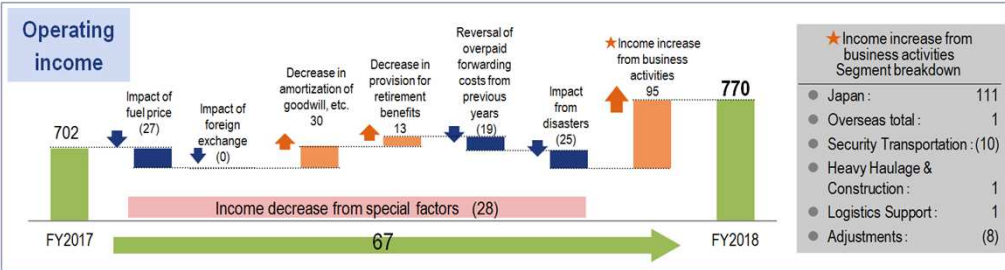 Operating
income
702
Impact of
fuel price
(27)
Impact of
foreign
exchange
(0)
Decrease in
amortization of
goodwill, etc.
30
Decrease in
provision for
retirement
benefits
13
Reversal of
overpaid
forwarding
costs from
previous
years
(19)
Impact
from
disasters
(25)
★Income increase
from business
activities
95
770
Income decrease from special factors (28)
FY2017
67
FY2018
★Income increase from
business activities
Segment breakdown
● Japan : 111
● Overseas total : 1
● Security Transportation : (10)
● Heavy Haulage &
Construction : 1
● Logistics Support : 1
● Adjustments : (8)